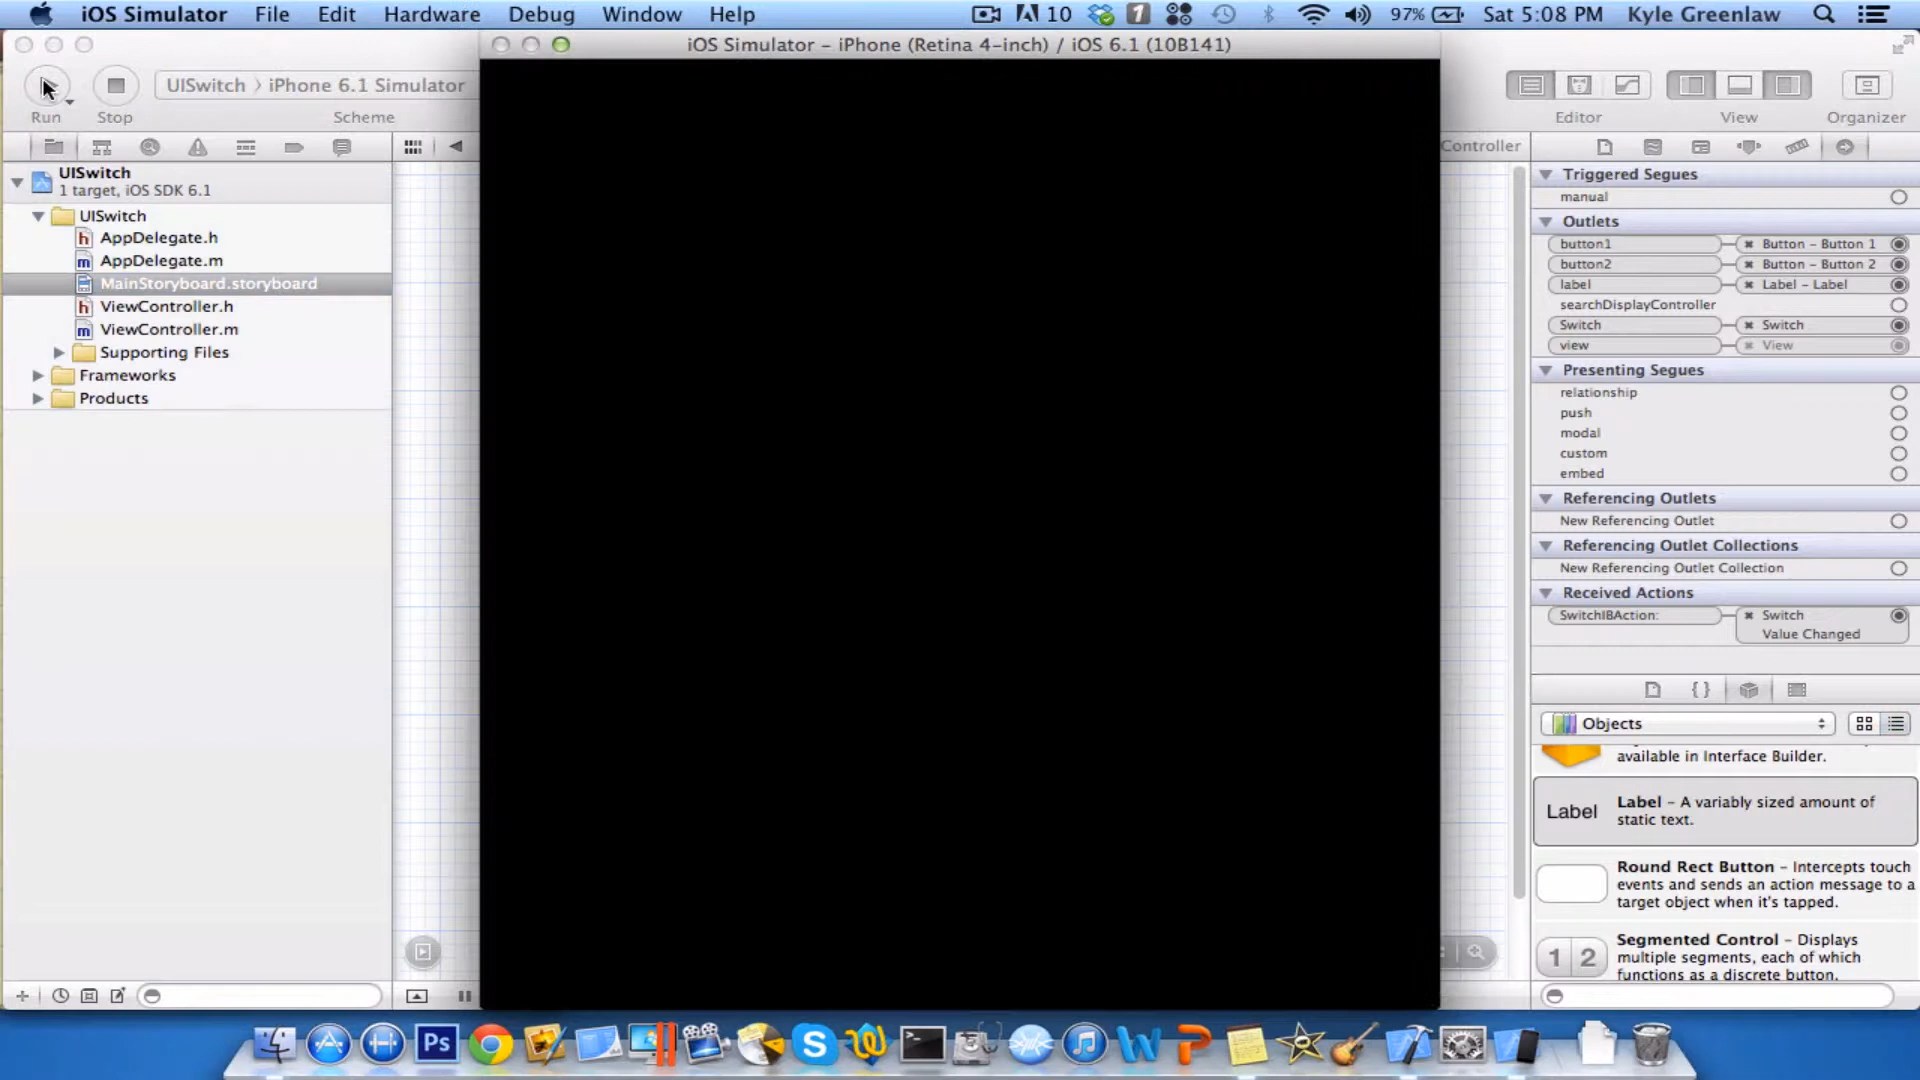 iOS Simulator File Edit Hardware Debug Window Help 10 1 97% Sat 5:08 PM Kyle Greenlaw
iOS Simulator – iPhone (Retina 4-inch) / iOS 6.1 (10B141)
UISwitch › iPhone 6.1 Simulator
Run Stop Scheme Editor View Organizer
Controller
UISwitch
1 target, iOS SDK 6.1
UISwitch
AppDelegate.h
AppDelegate.m
MainStoryboard.storyboard
ViewController.h
ViewController.m
Supporting Files
Frameworks
Products
Triggered Segues
manual
Outlets
button1 Button – Button 1
button2 Button – Button 2
label Label – Label
searchDisplayController
Switch Switch
view View
Presenting Segues
relationship
push
modal
custom
embed
Referencing Outlets
New Referencing Outlet
Referencing Outlet Collections
New Referencing Outlet Collection
Received Actions
SwitchIBAction: Switch
Value Changed
{ }
Objects
available in Interface Builder.
Label Label – A variably sized amount of
static text.
Round Rect Button – Intercepts touch
events and sends an action message to a
target object when it's tapped.
Segmented Control – Displays
1 2 multiple segments, each of which
functions as a discrete button.
Ps